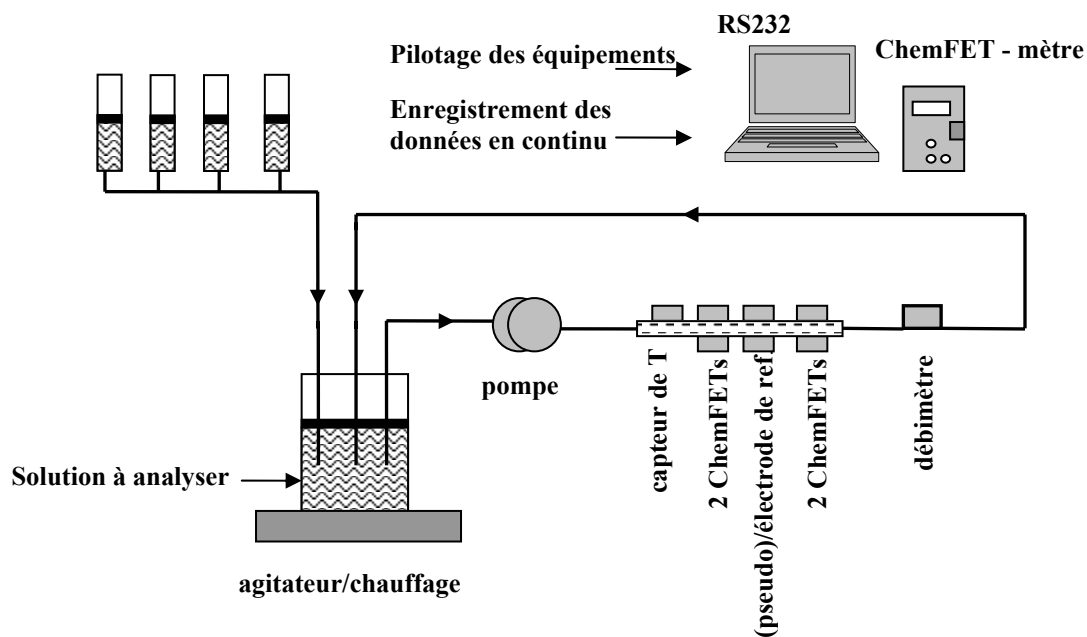 RS232
ChemFET - mètre
Pilotage des équipements
Enregistrement des
données en continu
pompe
capteur de T
2 ChemFETs
(pseudo)/électrode de ref
2 ChemFETs
débimètre
Solution à analyser
agitateur/chauffage